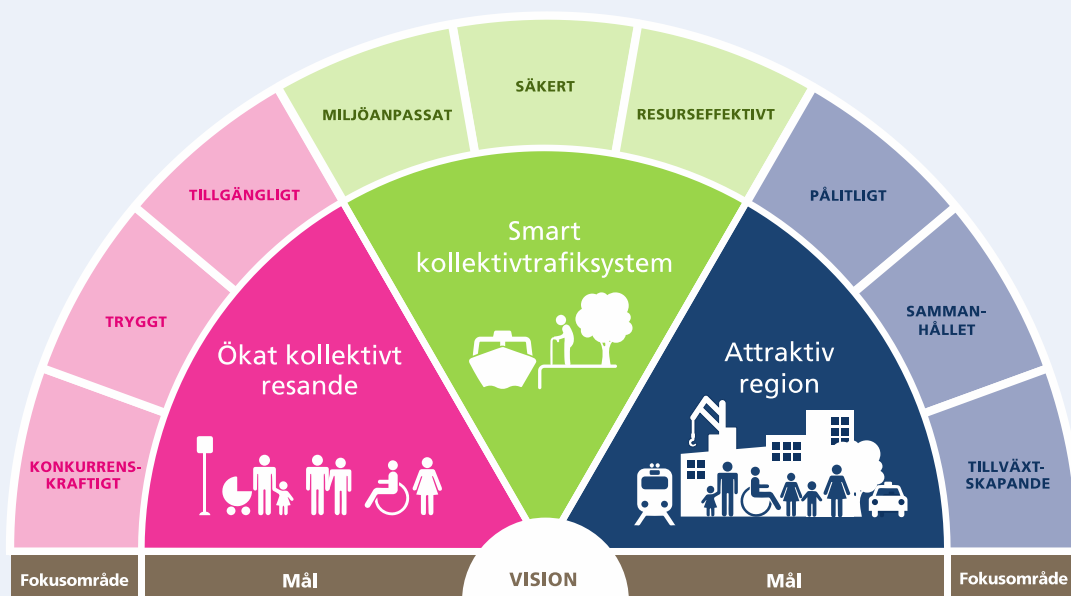 SÄKERT
MILJÖANPASSAT
RESURSEFFEKTIVT
TILLGÄNGLIGT
PÅLITLIGT
Smart
kollektivtrafiksystem
TRYGGT
SAMMAN-
HÅLLET
Ökat kollektivt
resande
Attraktiv
region
KONKURRENS-
KRAFTIGT
TILLVÄXT-
SKAPANDE
Fokusområde
Mål
VISION
Mål
Fokusområde